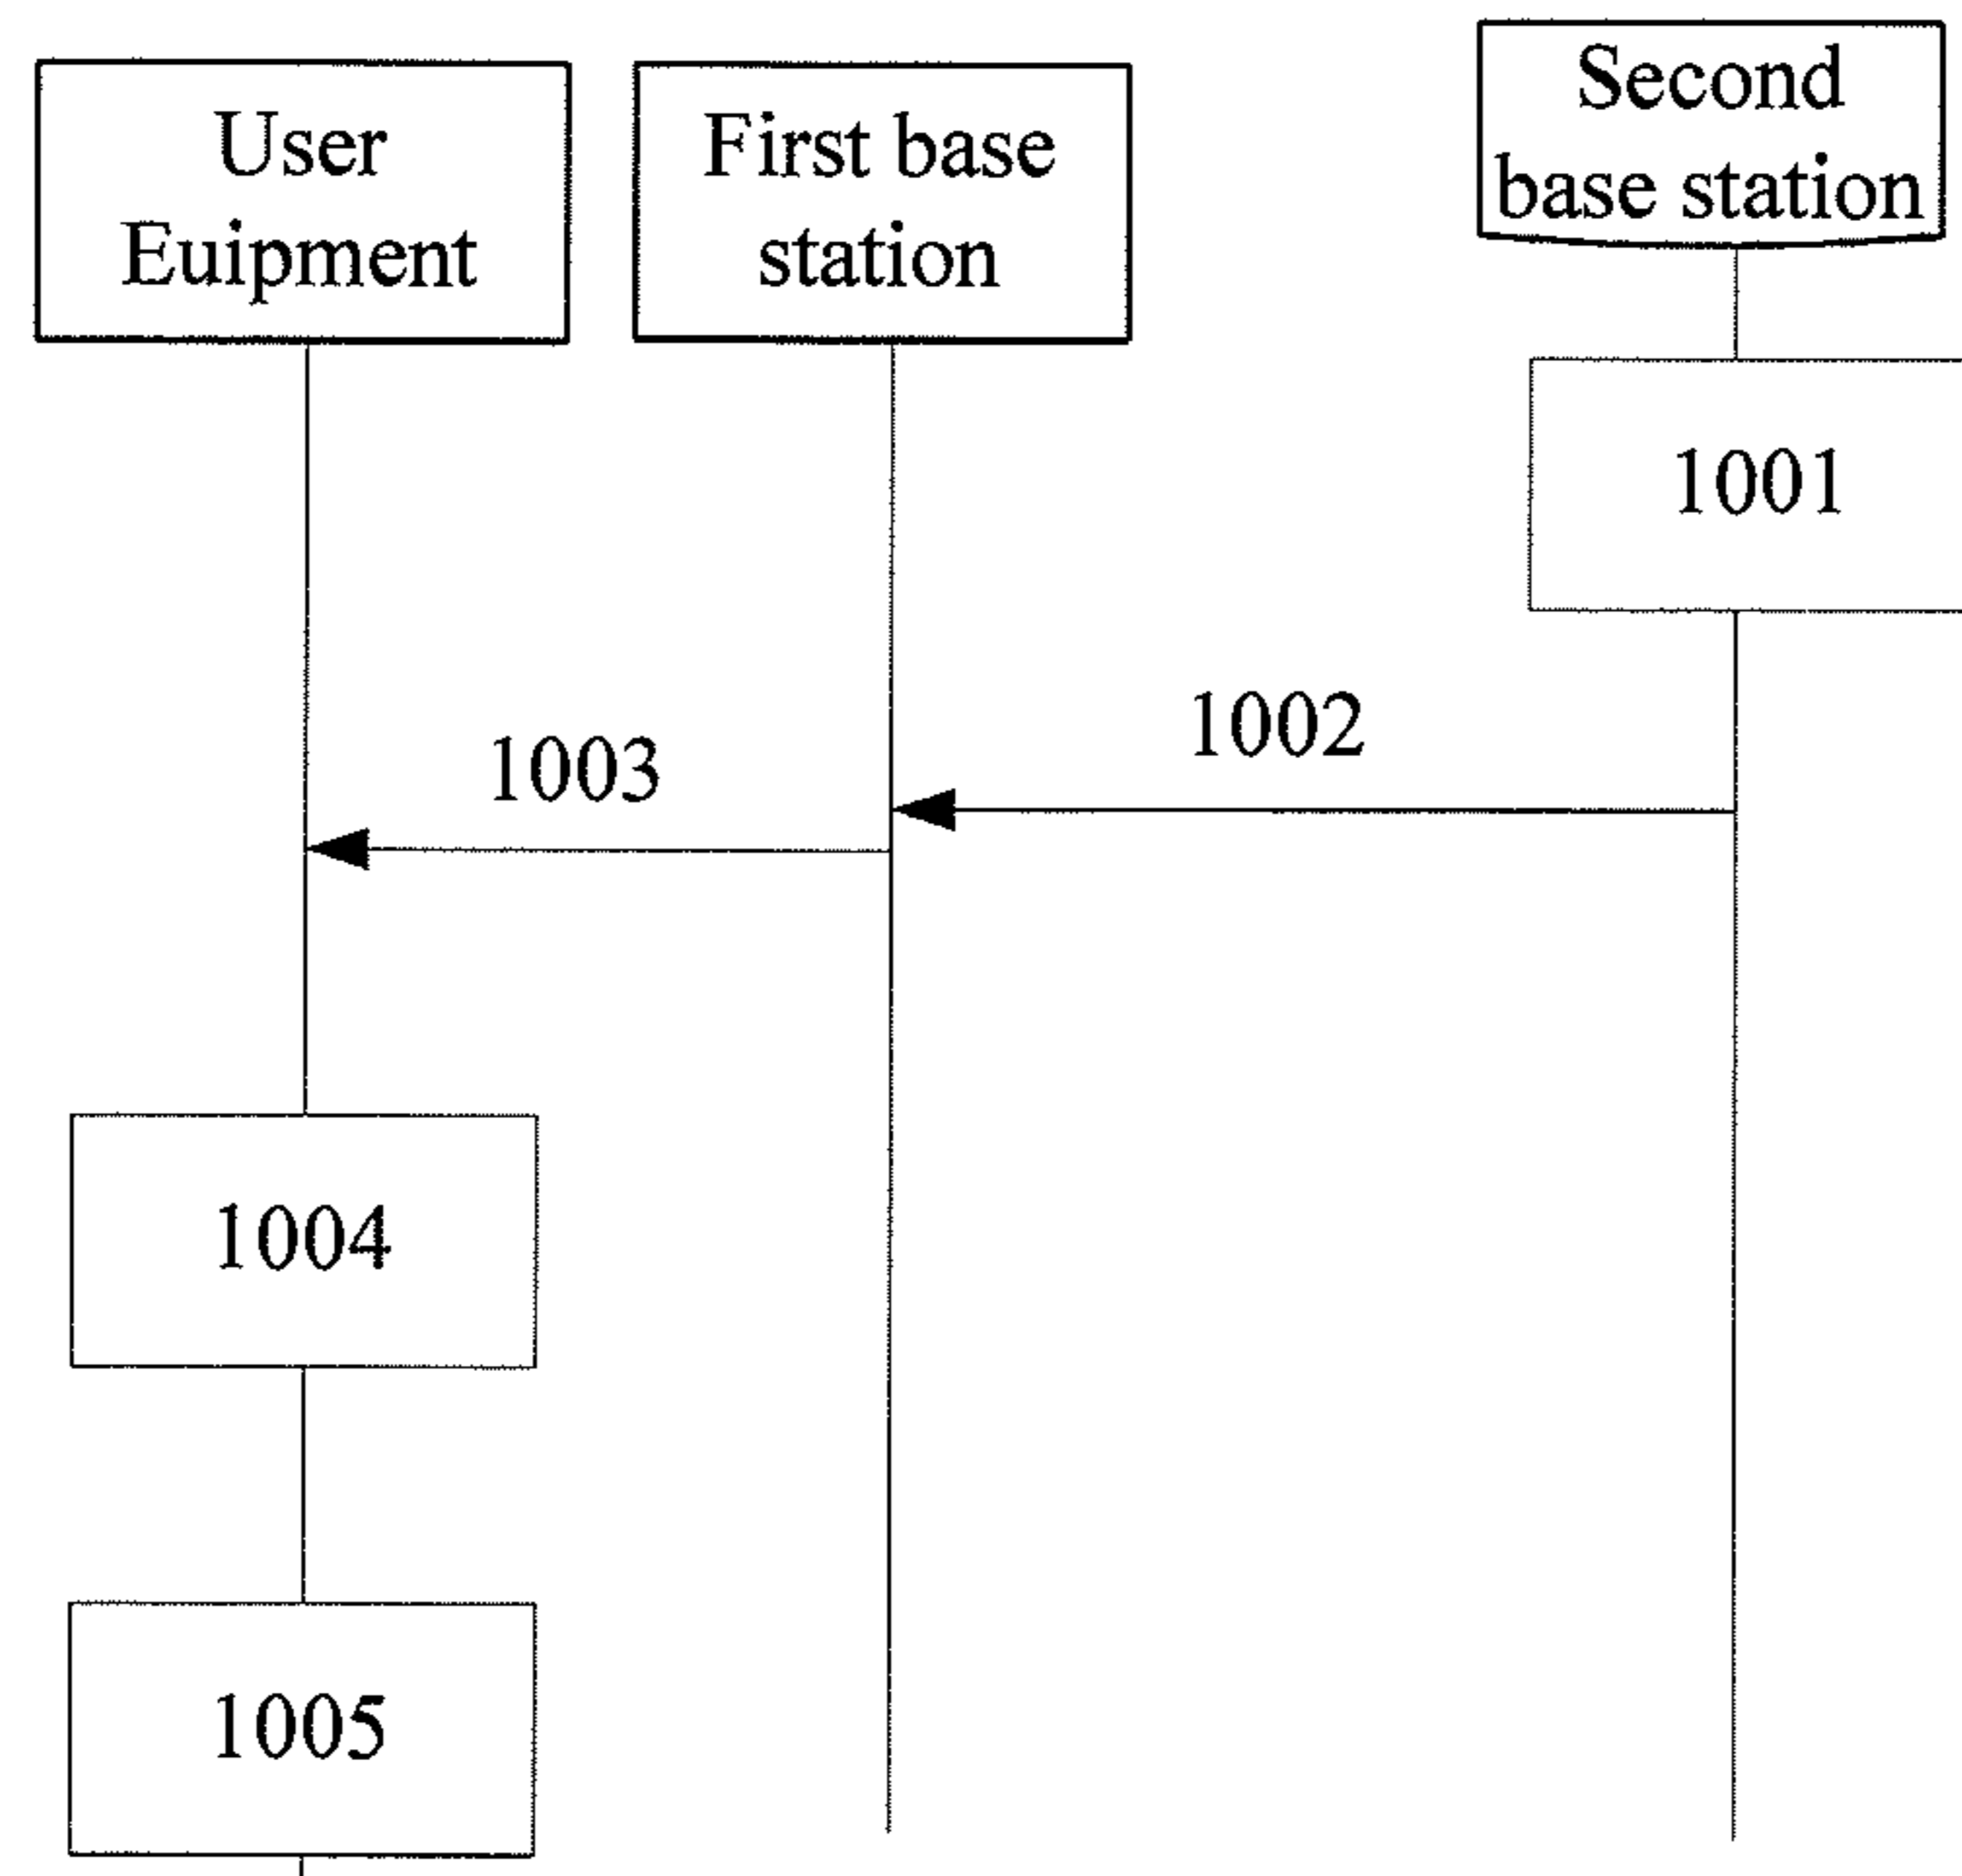 User
Euipment
First base
station
Second
base station
1001
1002
1003
1004
1005